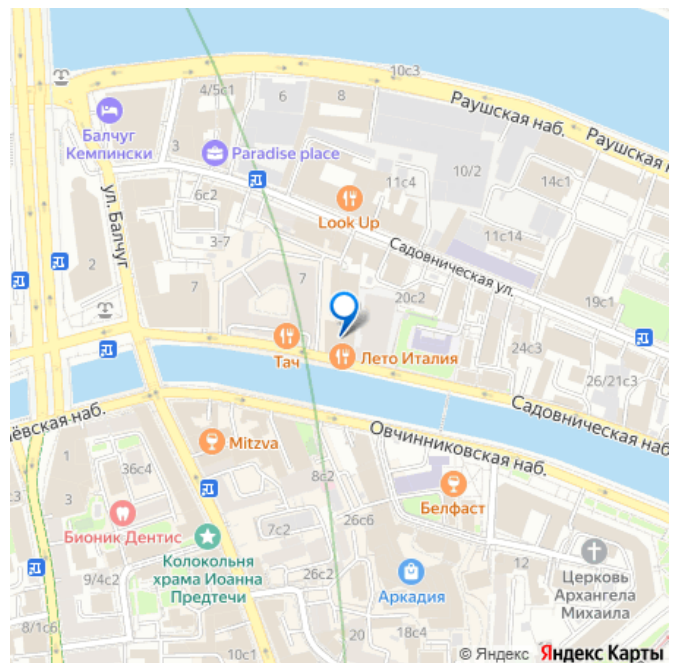 10с3
4/5с1
6
8
Раушская наб.
Раушская н
Балчуг
Кемпински
3
Paradise place
10/2
14с1
6с2
11с4
Look Up
ул. Балчуг
3-7
11с14
Садовническая ул.
2
7
7
20с2
19с1
Тач
Лето Италия
24с3
26/21с3
Садовническая наб
ёвская наб.
Овчинниковская наб.
1
Mitzva
36с4
8с2
3
Белфаст
Бионик Дентис
7с2
26с6
Колокольня
храма Иоанна
Предтечи
9/4с2
26с2
Аркадия
12
Церковь
Архангела
Михаила
8/1с6
10с1
20
18с4
© Яндекс Яндекс Карты